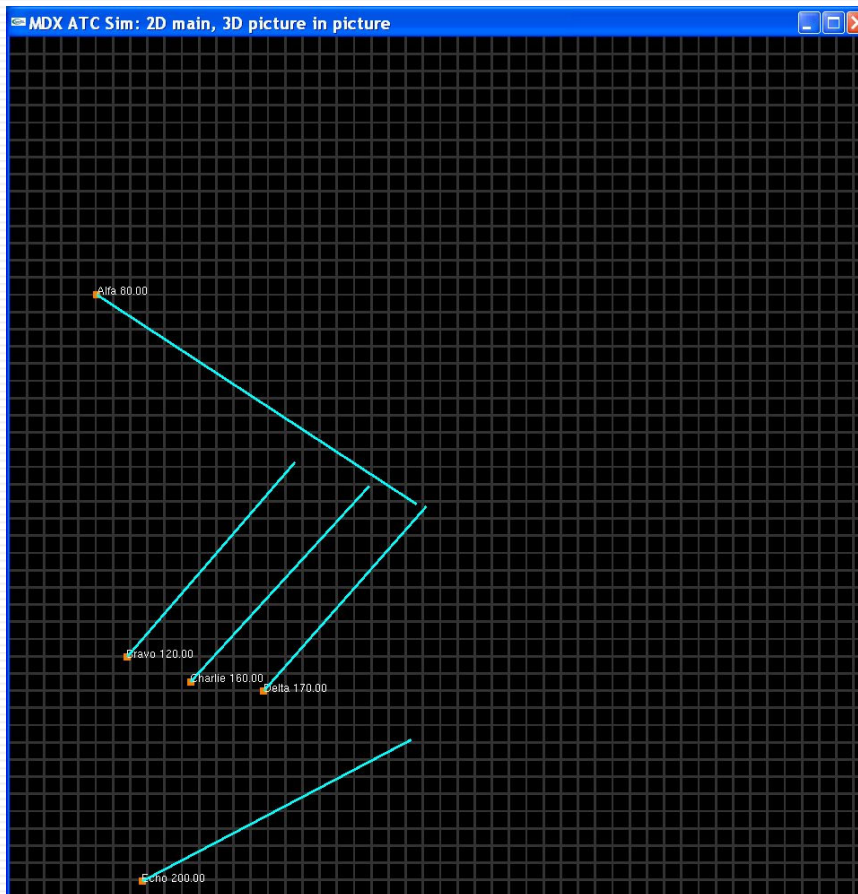 MDX ATC Sim: 2D main, 3D picture in picture
Alfa 80.00
Bravo 120.00
Charlie 160.00
Delta 170.00
Echo 200.00